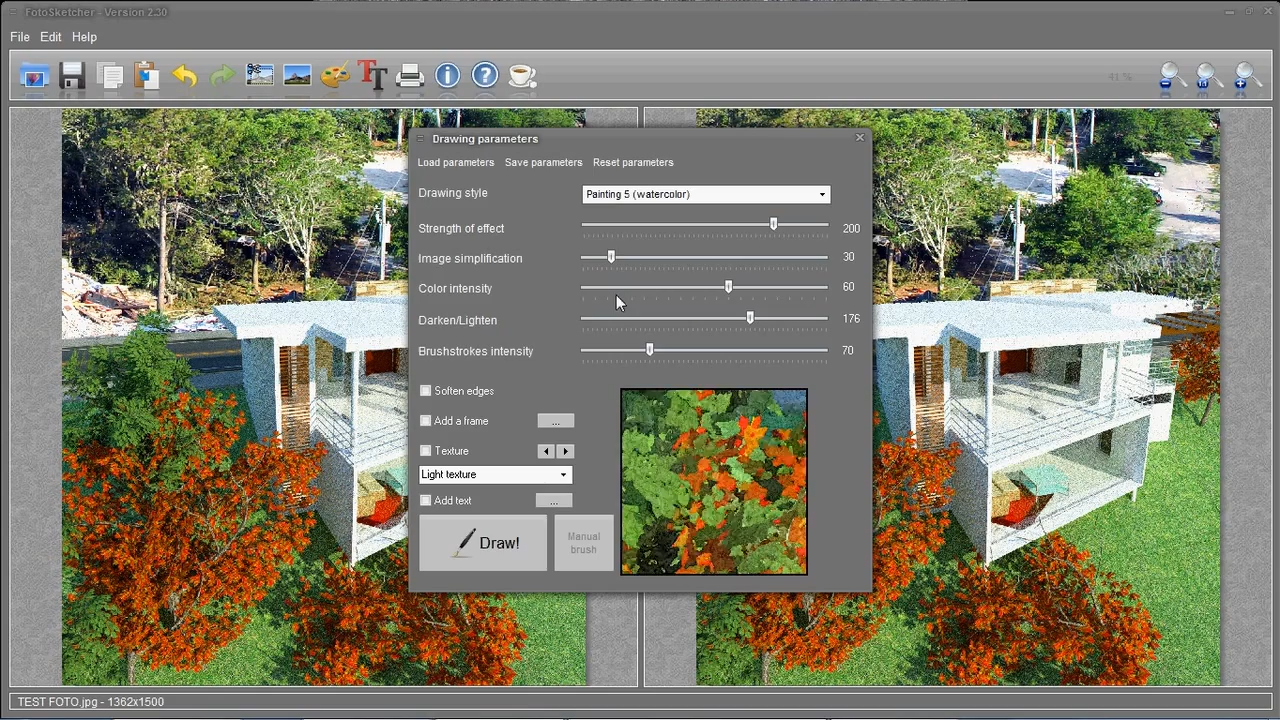 FotoSketcher - Version 2.30
File Edit Help
TT
41 %
Drawing parameters
Load parameters Save parameters Reset parameters
Drawing style Painting 5 (watercolor)
Strength of effect 200
Image simplification 30
Color intensity 60
Darken/Lighten 176
Brushstrokes intensity 70
Soften edges
Add a frame ...
Texture
Light texture
Add text ...
Draw! Manual
brush
TEST FOTO.jpg - 1362x1500